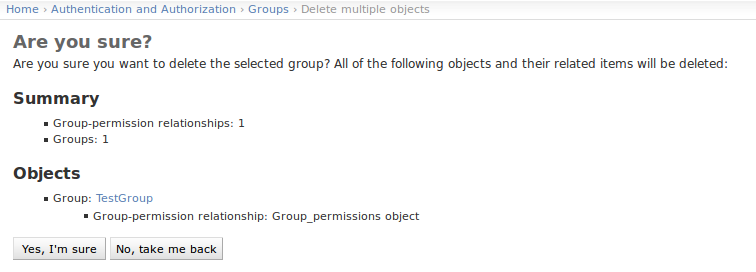 Home › Authentication and Authorization › Groups › Delete multiple objects
Are you sure?
Are you sure you want to delete the selected group? All of the following objects and their related items will be deleted:
Summary
Group-permission relationships: 1
Groups: 1
Objects
Group: TestGroup
Group-permission relationship: Group_permissions object
Yes, I'm sure No, take me back